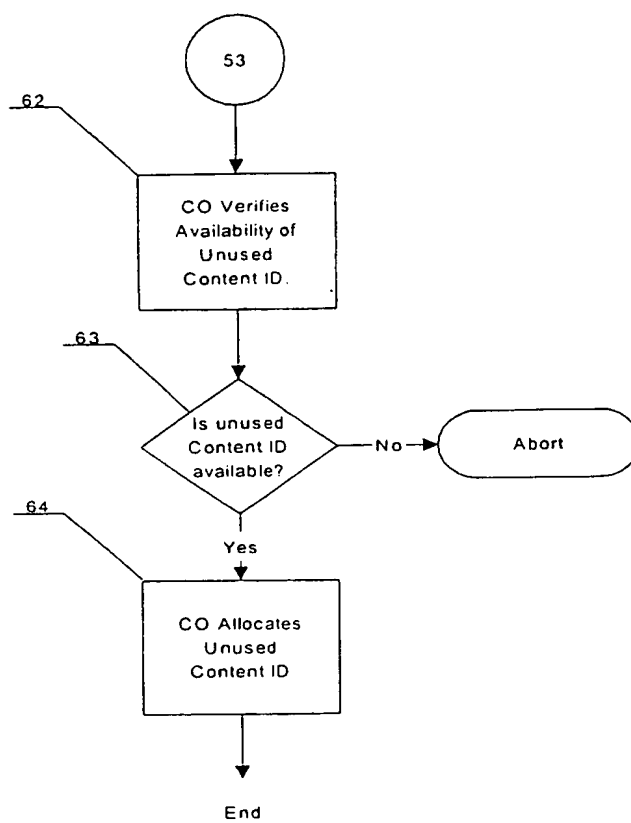 53
62
CO Verifies
Availability of
Unused
Content ID.
63
Is unused
Content ID
available?
No
Abort
64
Yes
CO Allocates
Unused
Content ID
End